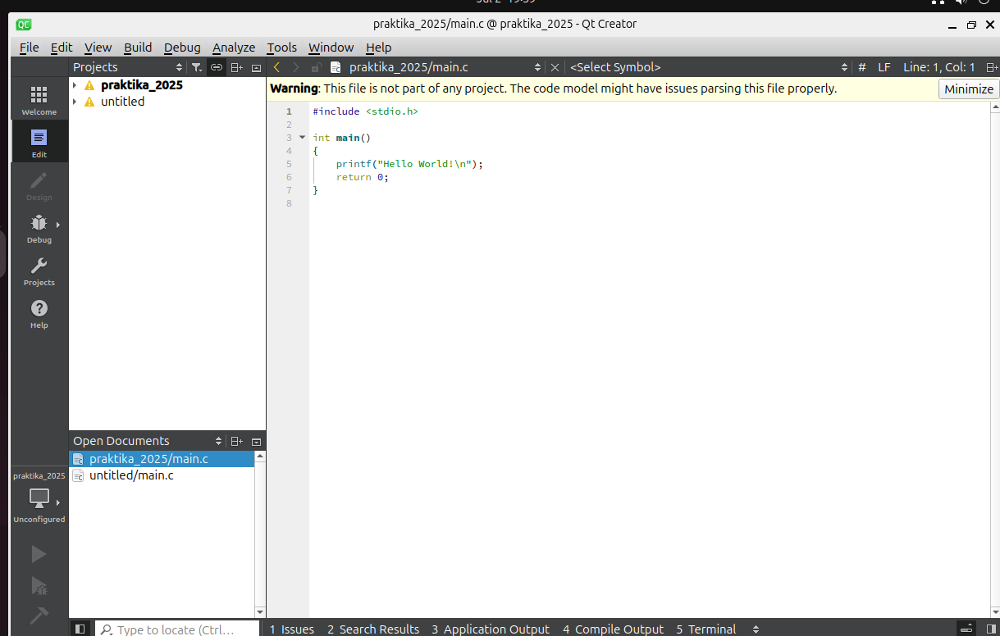 praktika_2025/main.c @ praktika_2025 - Qt Creator
File Edit View Build Debug Analyze Tools Window Help
Projects
praktika_2025/main.c
<Select Symbol>
# LF Line: 1, Col: 1
praktika_2025
untitled
Warning: This file is not part of any project. The code model might have issues parsing this file properly.
Minimize
Welcome
Edit
Design
Debug
Projects
Help
1 #include <stdio.h>
2
3 int main()
4 {
5 printf("Hello World!\n");
6 return 0;
7 }
8
Open Documents
praktika_2025/main.c
untitled/main.c
praktika_2025
Unconfigured
Type to locate (Ctrl...
1 Issues 2 Search Results 3 Application Output 4 Compile Output 5 Terminal